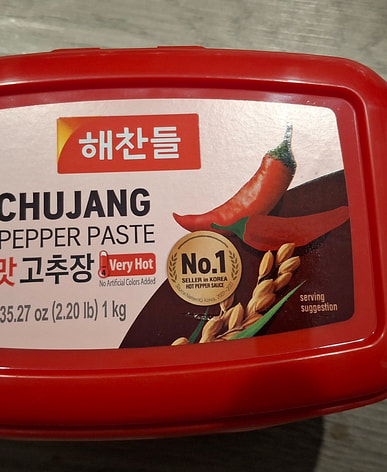 해찬들
CHUJANG
PEPPER PASTE
맛 고추장 Very Hot
No Artificial Colors Added
35.27 oz (2.20 lb) 1 kg
No.1
SELLER in KOREA
HOT PEPPER SAUCE
serving
suggestion